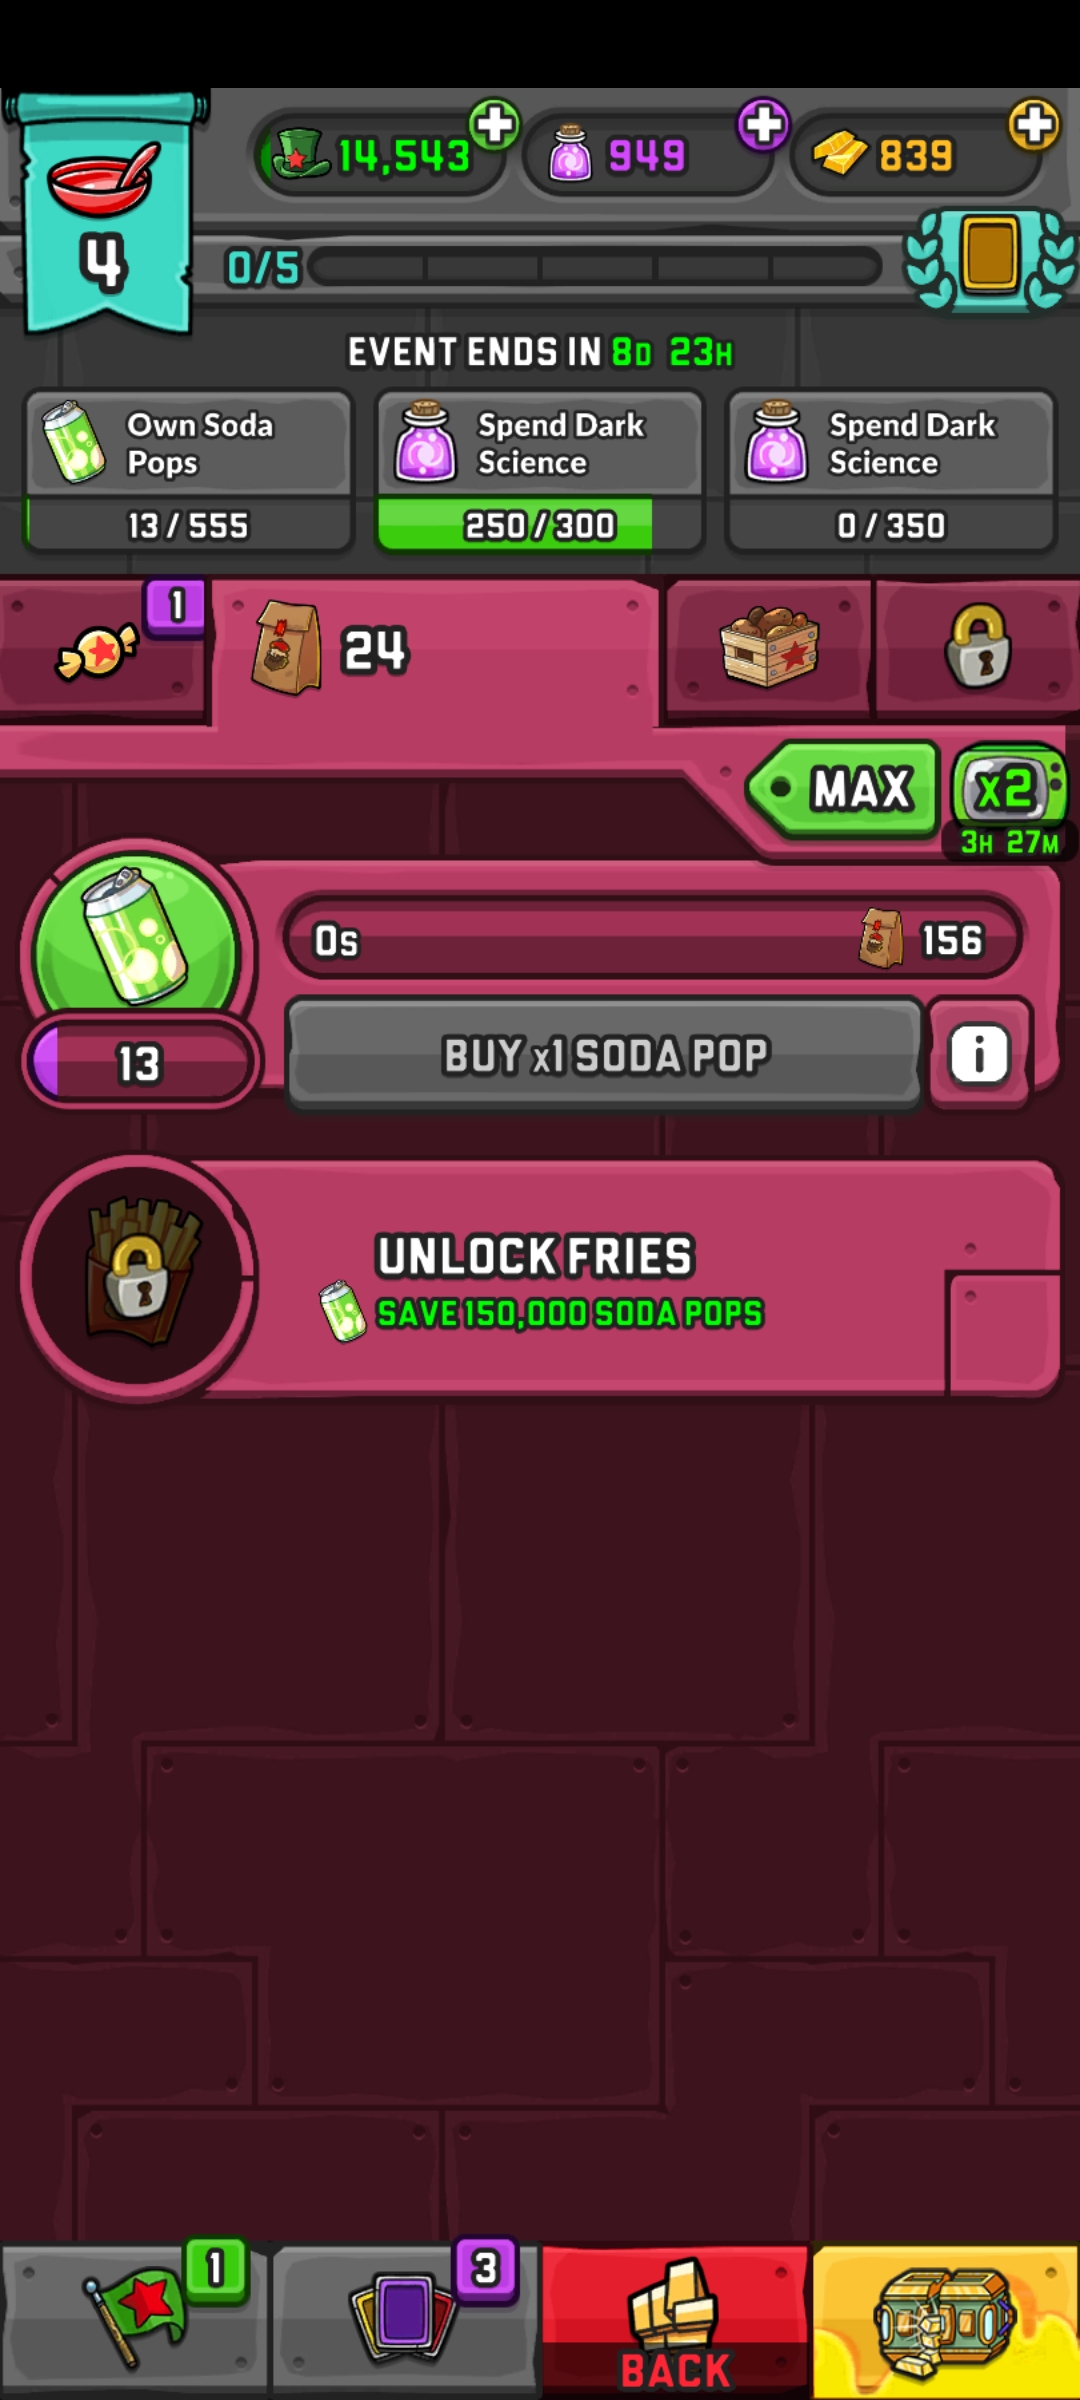 14,543
949
839
4
0/5
EVENT ENDS IN 8D 23H
Own Soda
Pops
13 / 555
Spend Dark
Science
250 / 300
Spend Dark
Science
0 / 350
1
24
MAX
x2
3H 27M
0s
156
13
BUY x1 SODA POP
i
UNLOCK FRIES
SAVE 150,000 SODA POPS
1
3
BACK